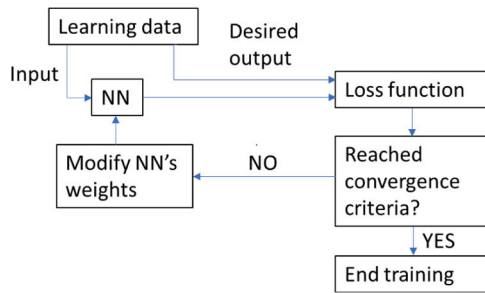 Learning data
Desired
output
Input
NN
Loss function
Modify NN's
weights
NO
Reached
convergence
criteria?
YES
End training